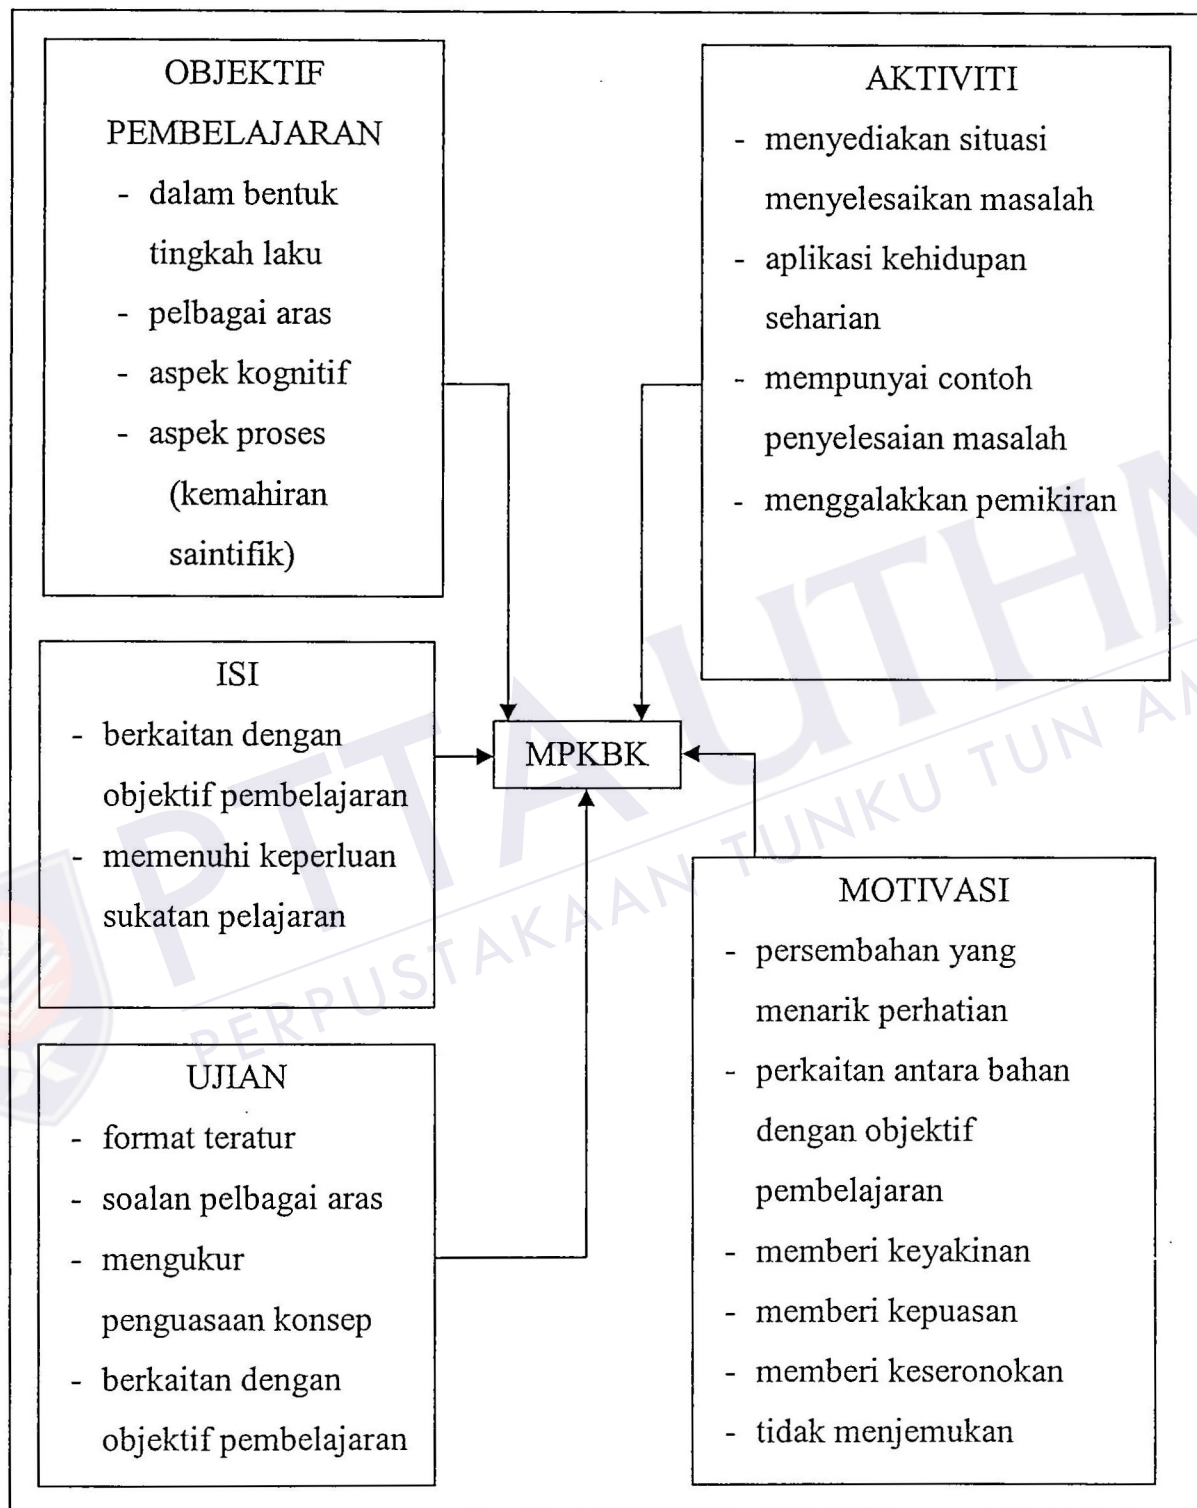 OBJEKTIF
PEMBELAJARAN
- dalam bentuk
tingkah laku
- pelbagai aras
- aspek kognitif
- aspek proses
(kemahiran
saintifik)
AKTIVITI
- menyediakan situasi
menyelesaikan masalah
- aplikasi kehidupan
seharian
- mempunyai contoh
penyelesaian masalah
- menggalakkan pemikiran
ISI
- berkaitan dengan
objektif pembelajaran
- memenuhi keperluan
sukatan pelajaran
MPKBK
UJIAN
- format teratur
- soalan pelbagai aras
- mengukur
penguasaan konsep
- berkaitan dengan
objektif pembelajaran
MOTIVASI
- persembahan yang
menarik perhatian
- perkaitan antara bahan
dengan objektif
pembelajaran
- memberi keyakinan
- memberi kepuasan
- memberi keseronokan
- tidak menjemukan
PTTA UTHM
PERPUSTAKAAN TUNKU TUN AM